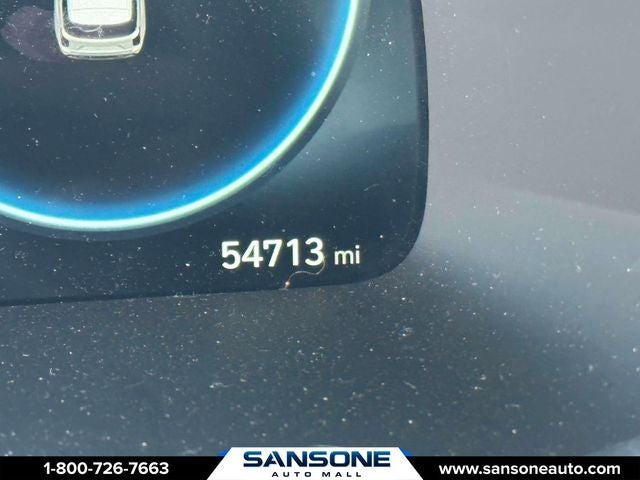 54713 mi
1-800-726-7663
SANSONE
AUTO MALL
www.sansoneauto.com